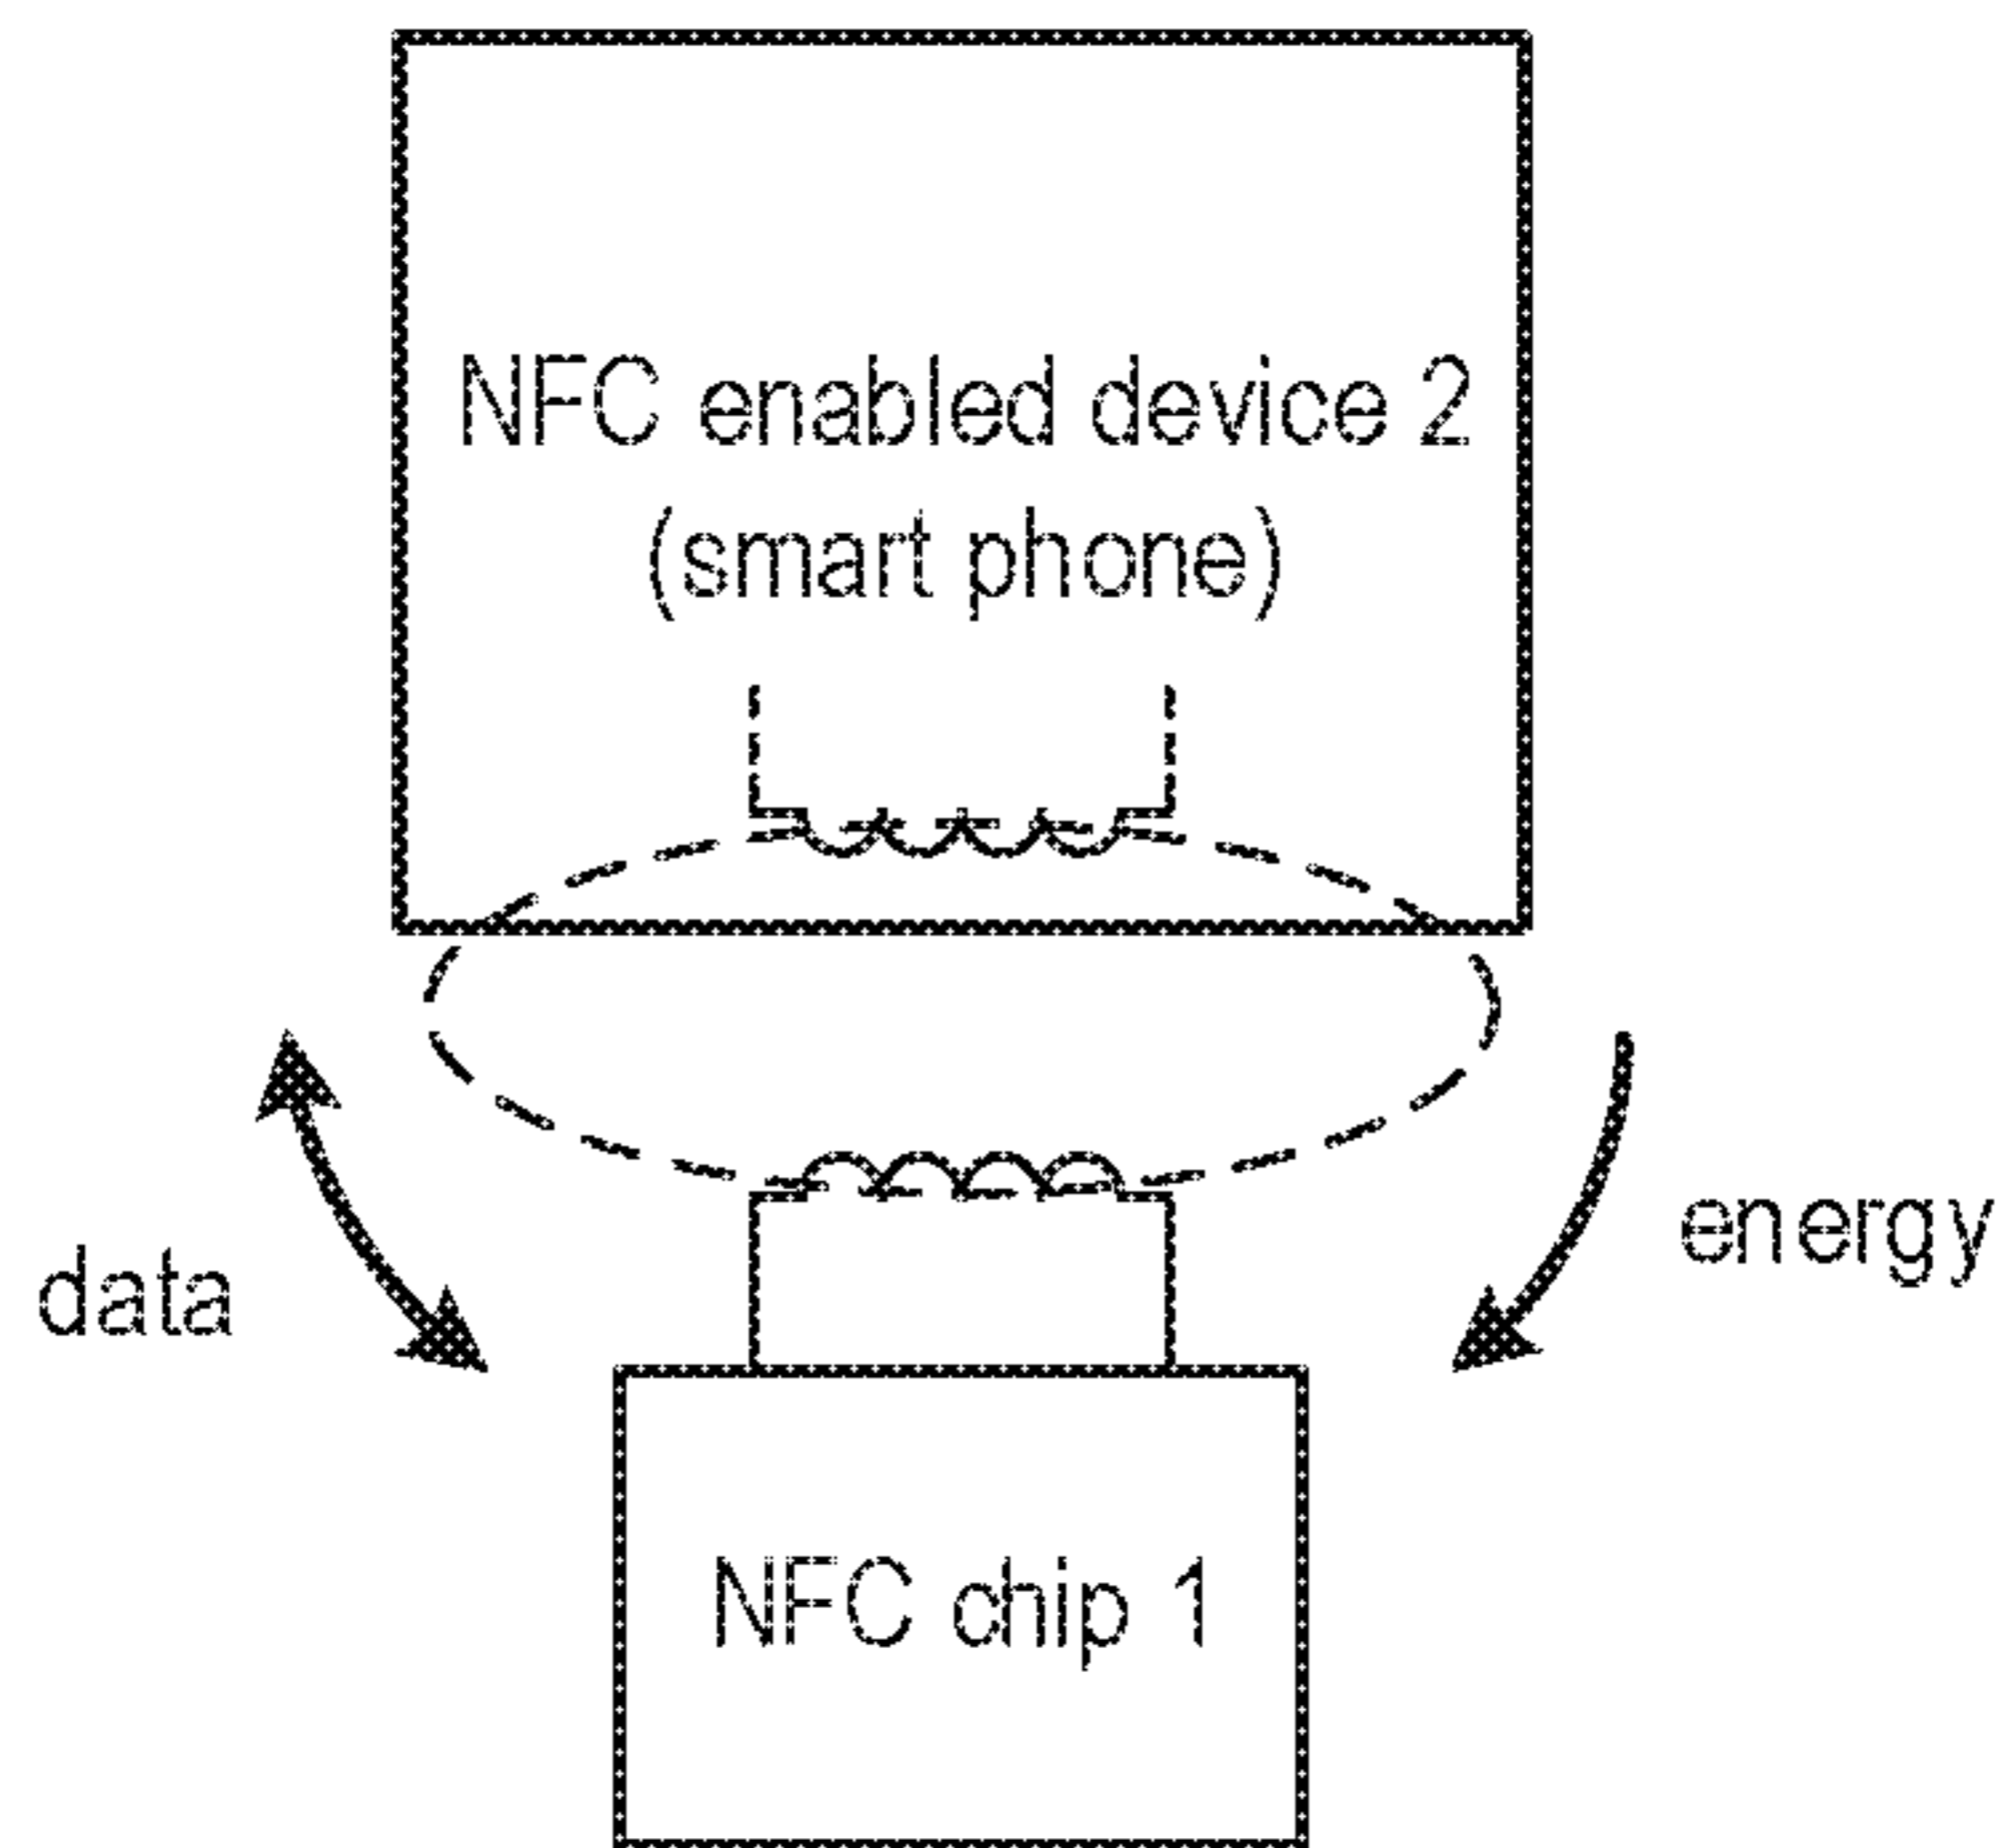 NFC enabled device 2
(smart phone)
data
energy
NFC chip 1